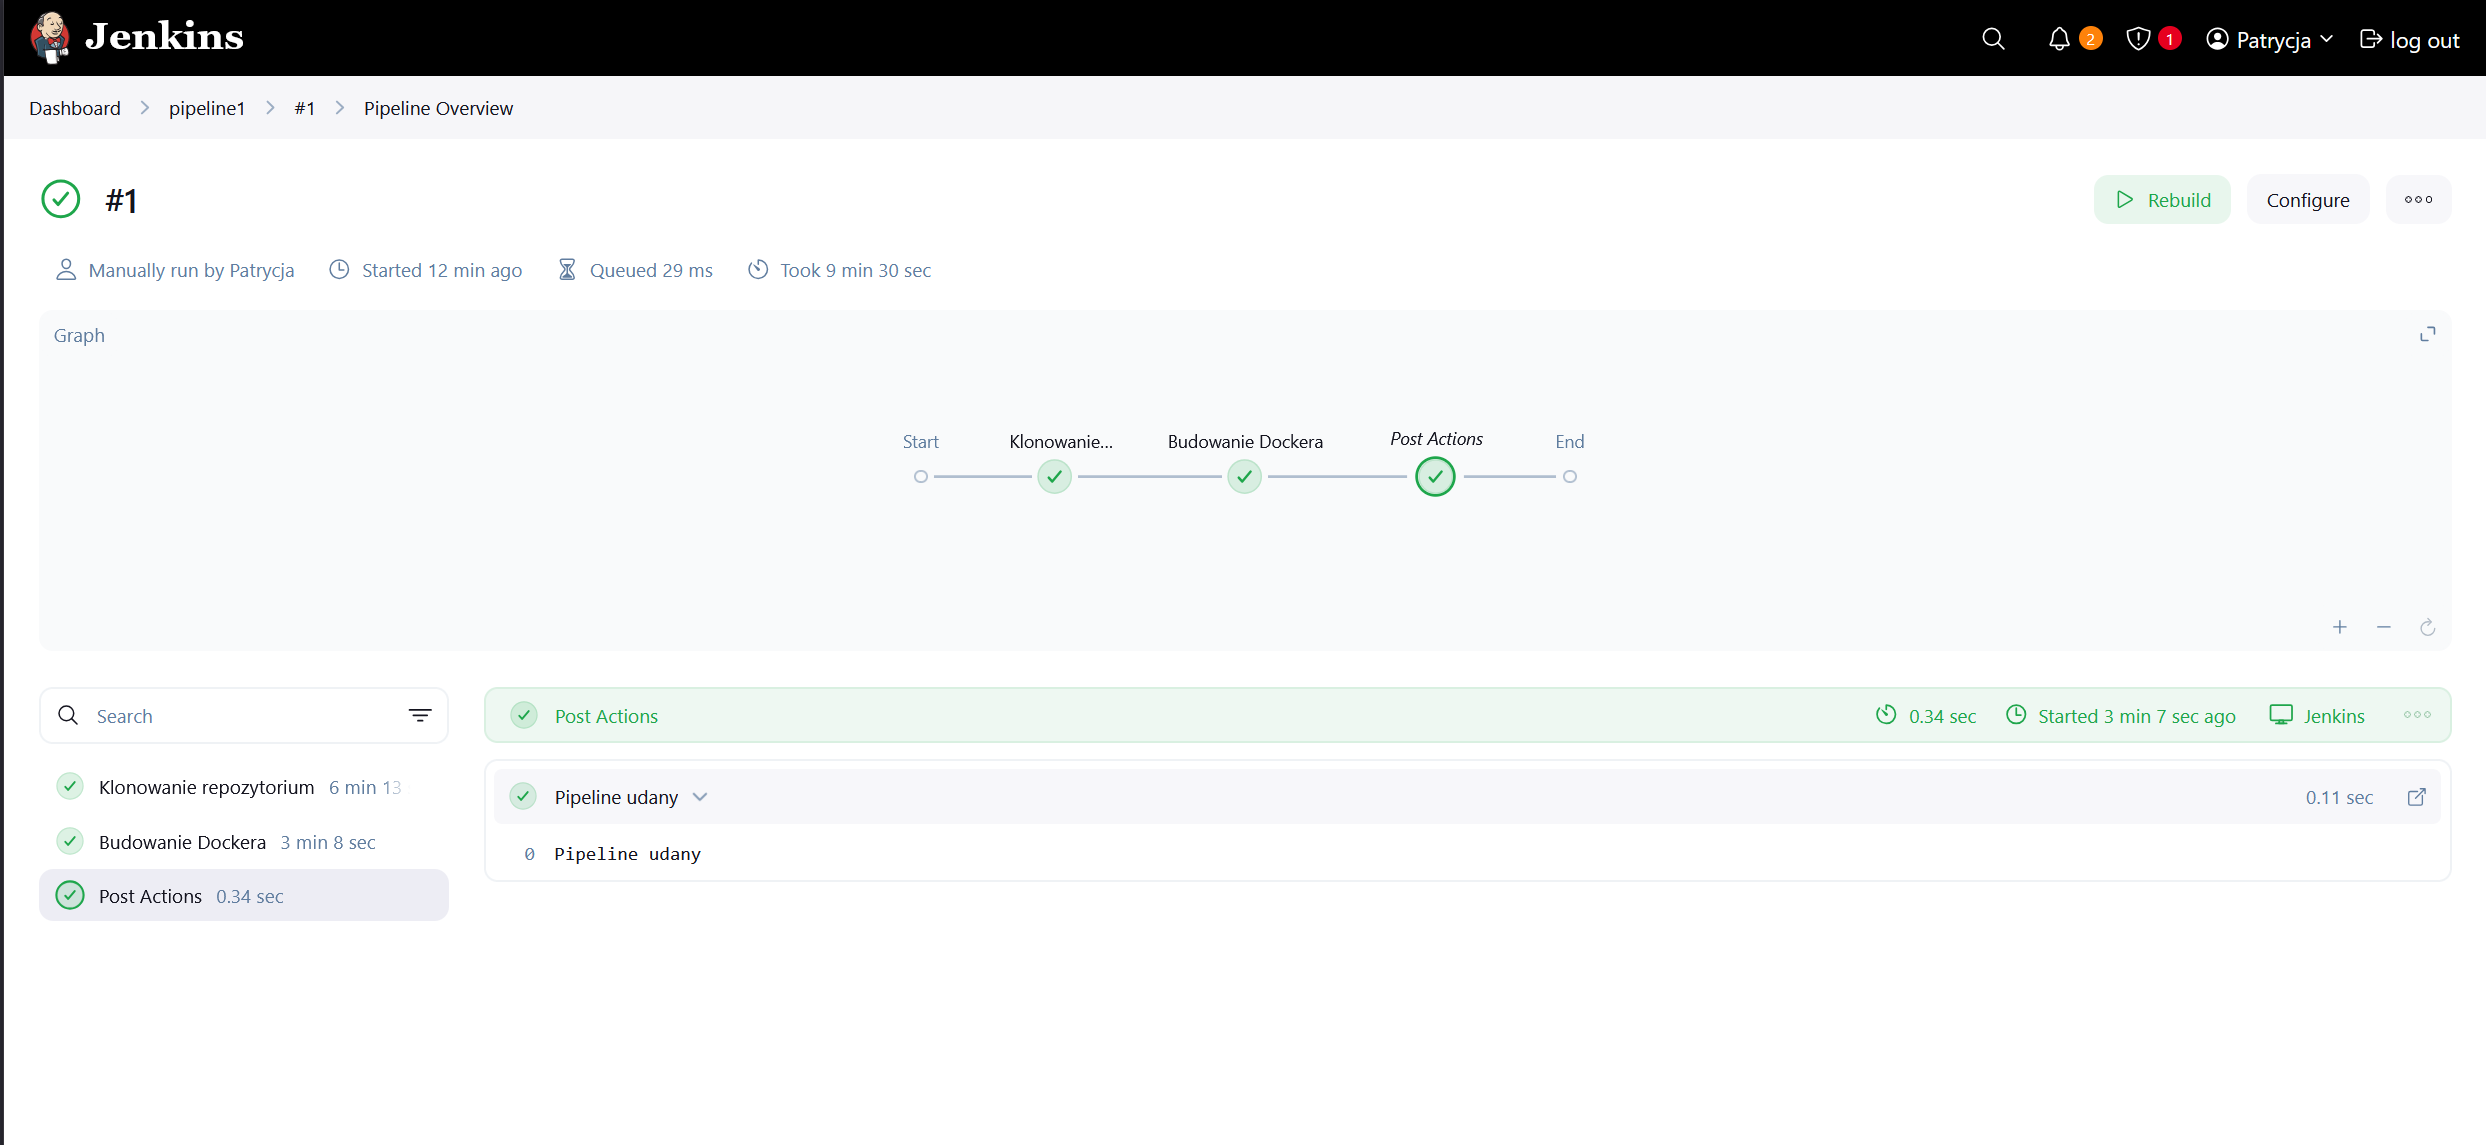 Jenkins
2
1
Patrycja
log out
Dashboard
pipeline1
#1
Pipeline Overview
#1
Rebuild
Configure
Manually run by Patrycja
Started 12 min ago
Queued 29 ms
Took 9 min 30 sec
Graph
Start
Klonowanie...
Budowanie Dockera
Post Actions
End
Search
Klonowanie repozytorium 6 min 13
Budowanie Dockera 3 min 8 sec
Post Actions 0.34 sec
Post Actions
0.34 sec
Started 3 min 7 sec ago
Jenkins
Pipeline udany
0.11 sec
0 Pipeline udany